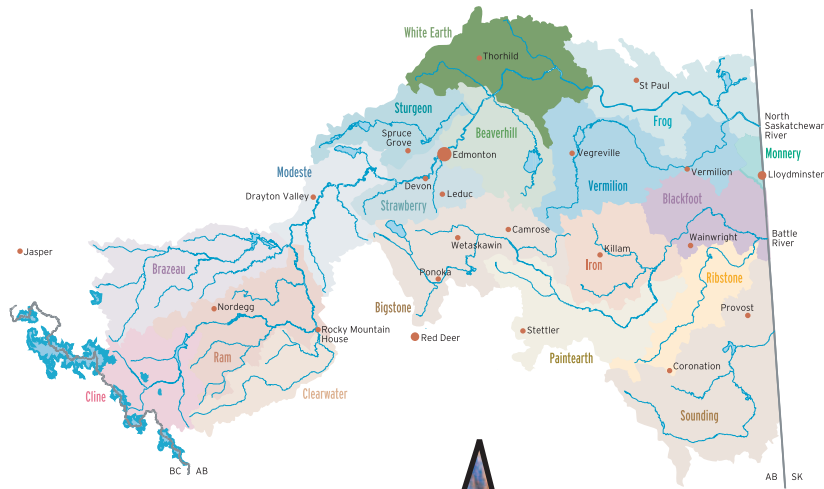 White Earth
Thorhild
St Paul
Sturgeon
Spruce
Grove
Beaverhill
Frog
North
Saskatchewan
River
Edmonton
Vegreville
Monnery
Modeste
Devon
Vermilion
Lloydminster
Drayton Valley
Leduc
Vermilion
Strawberry
Blackfoot
Camrose
Wetaskiwin
Wainwright
Battle
River
Jasper
Killam
Brazeau
Iron
Ponoka
Ribstone
Nordegg
Bigstone
Provost
Rocky Mountain
House
Red Deer
Stettler
Ram
Paintearth
Coronation
Cline
Clearwater
Sounding
BC
AB
AB
SK